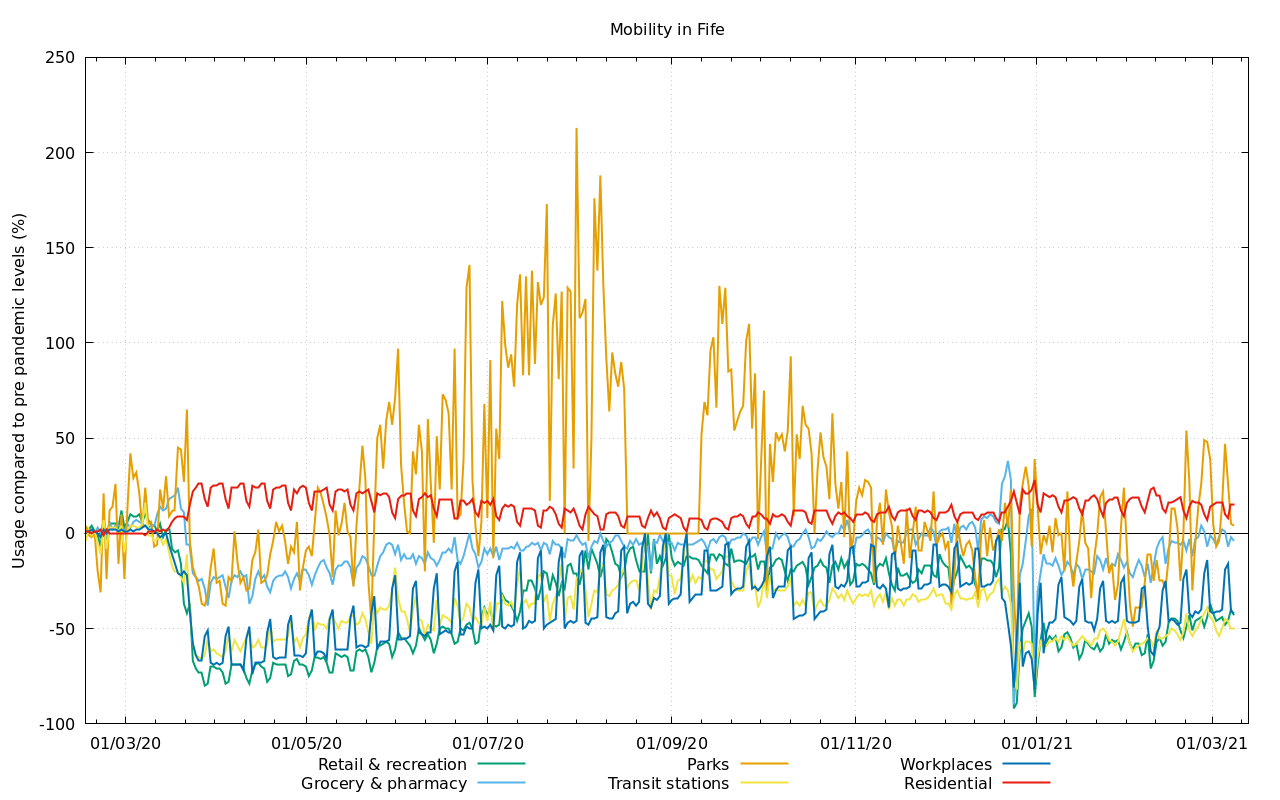 Mobility in Fife
Usage compared to pre pandemic levels (%)
250
200
150
100
50
0
-50
-100
01/03/20 01/05/20 01/07/20 01/09/20 01/11/20 01/01/21 01/03/21
Retail & recreation Parks Workplaces
Grocery & pharmacy Transit stations Residential